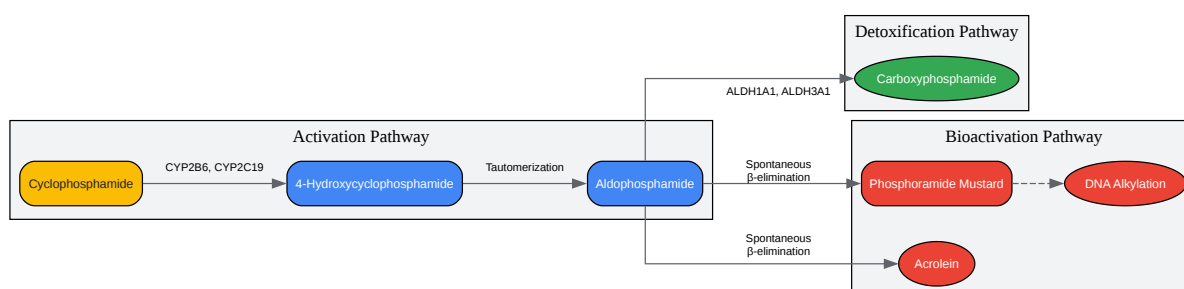 Detoxification Pathway
Carboxyphosphamide
ALDH1A1, ALDH3A1
Activation Pathway
Cyclophosphamide
CYP2B6, CYP2C19
4-Hydroxycyclophosphamide
Tautomerization
Aldophosphamide
Spontaneous
β-elimination
Bioactivation Pathway
Phosphoramide Mustard
DNA Alkylation
Spontaneous
β-elimination
Acrolein